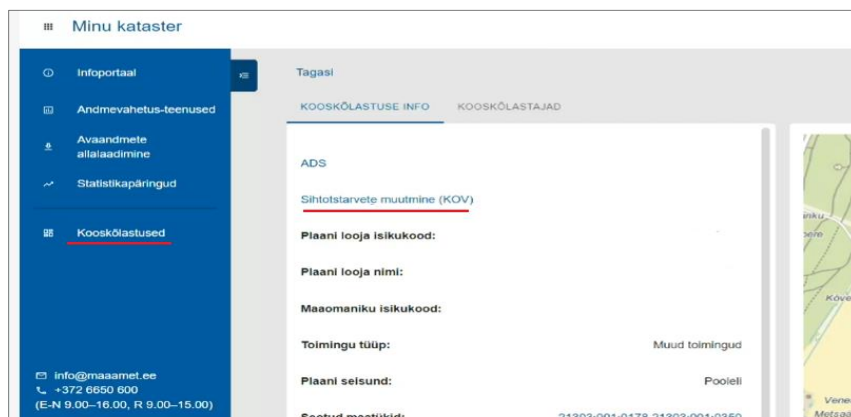 Minu kataster
Infoportaal
Andmevahetus-teenused
Avaandmete
allalaadimine
Statistikapäringud
Kooskõlastused
info@maaamet.ee
+372 6650 600
(E-N 9.00–16.00, R 9.00–15.00)
Tagasi
KOOSKÕLASTUSE INFO KOOSKÕLASTAJAD
ADS
Sihtotstarvete muutmine (KOV)
Plaani looja isikukood:
Plaani looja nimi:
Maaomaniku isikukood:
Toimingu tüüp: Muud toimingud
Plaani seisund: Pooleli